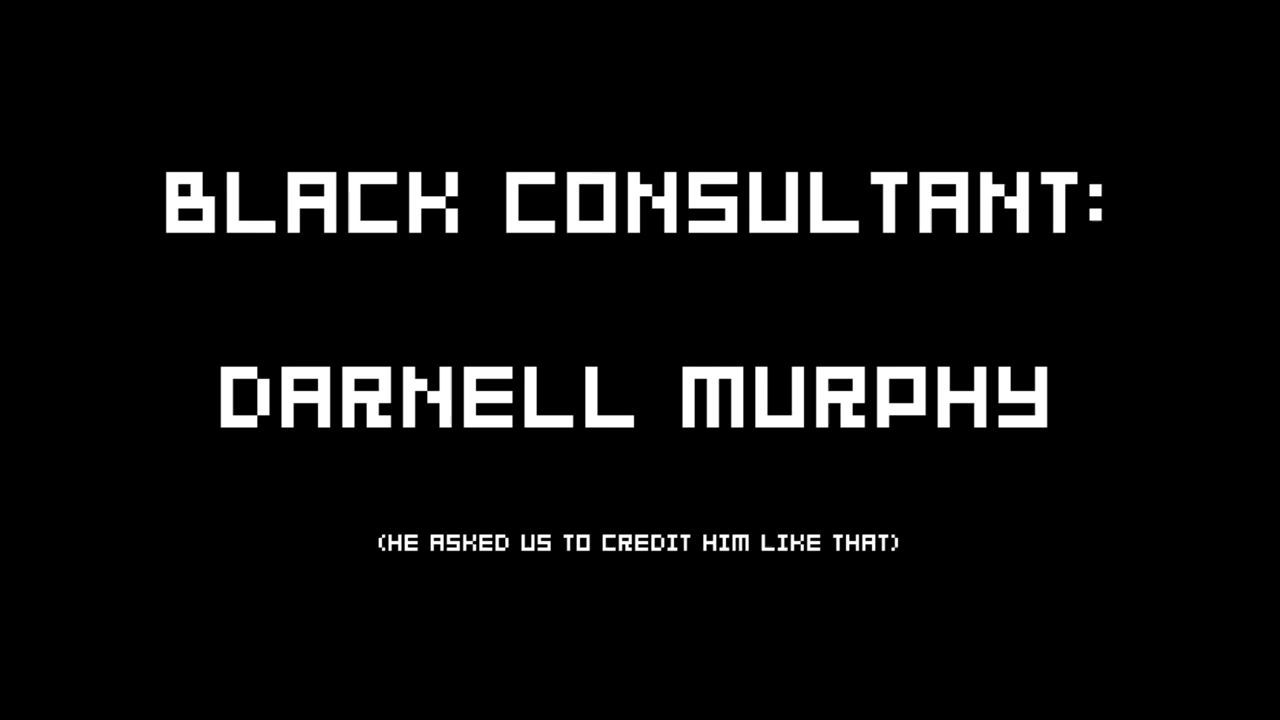 BLACK CONSULTANT:
DARNELL MURPHY
(HE ASKED US TO CREDIT HIM LIKE THAT)